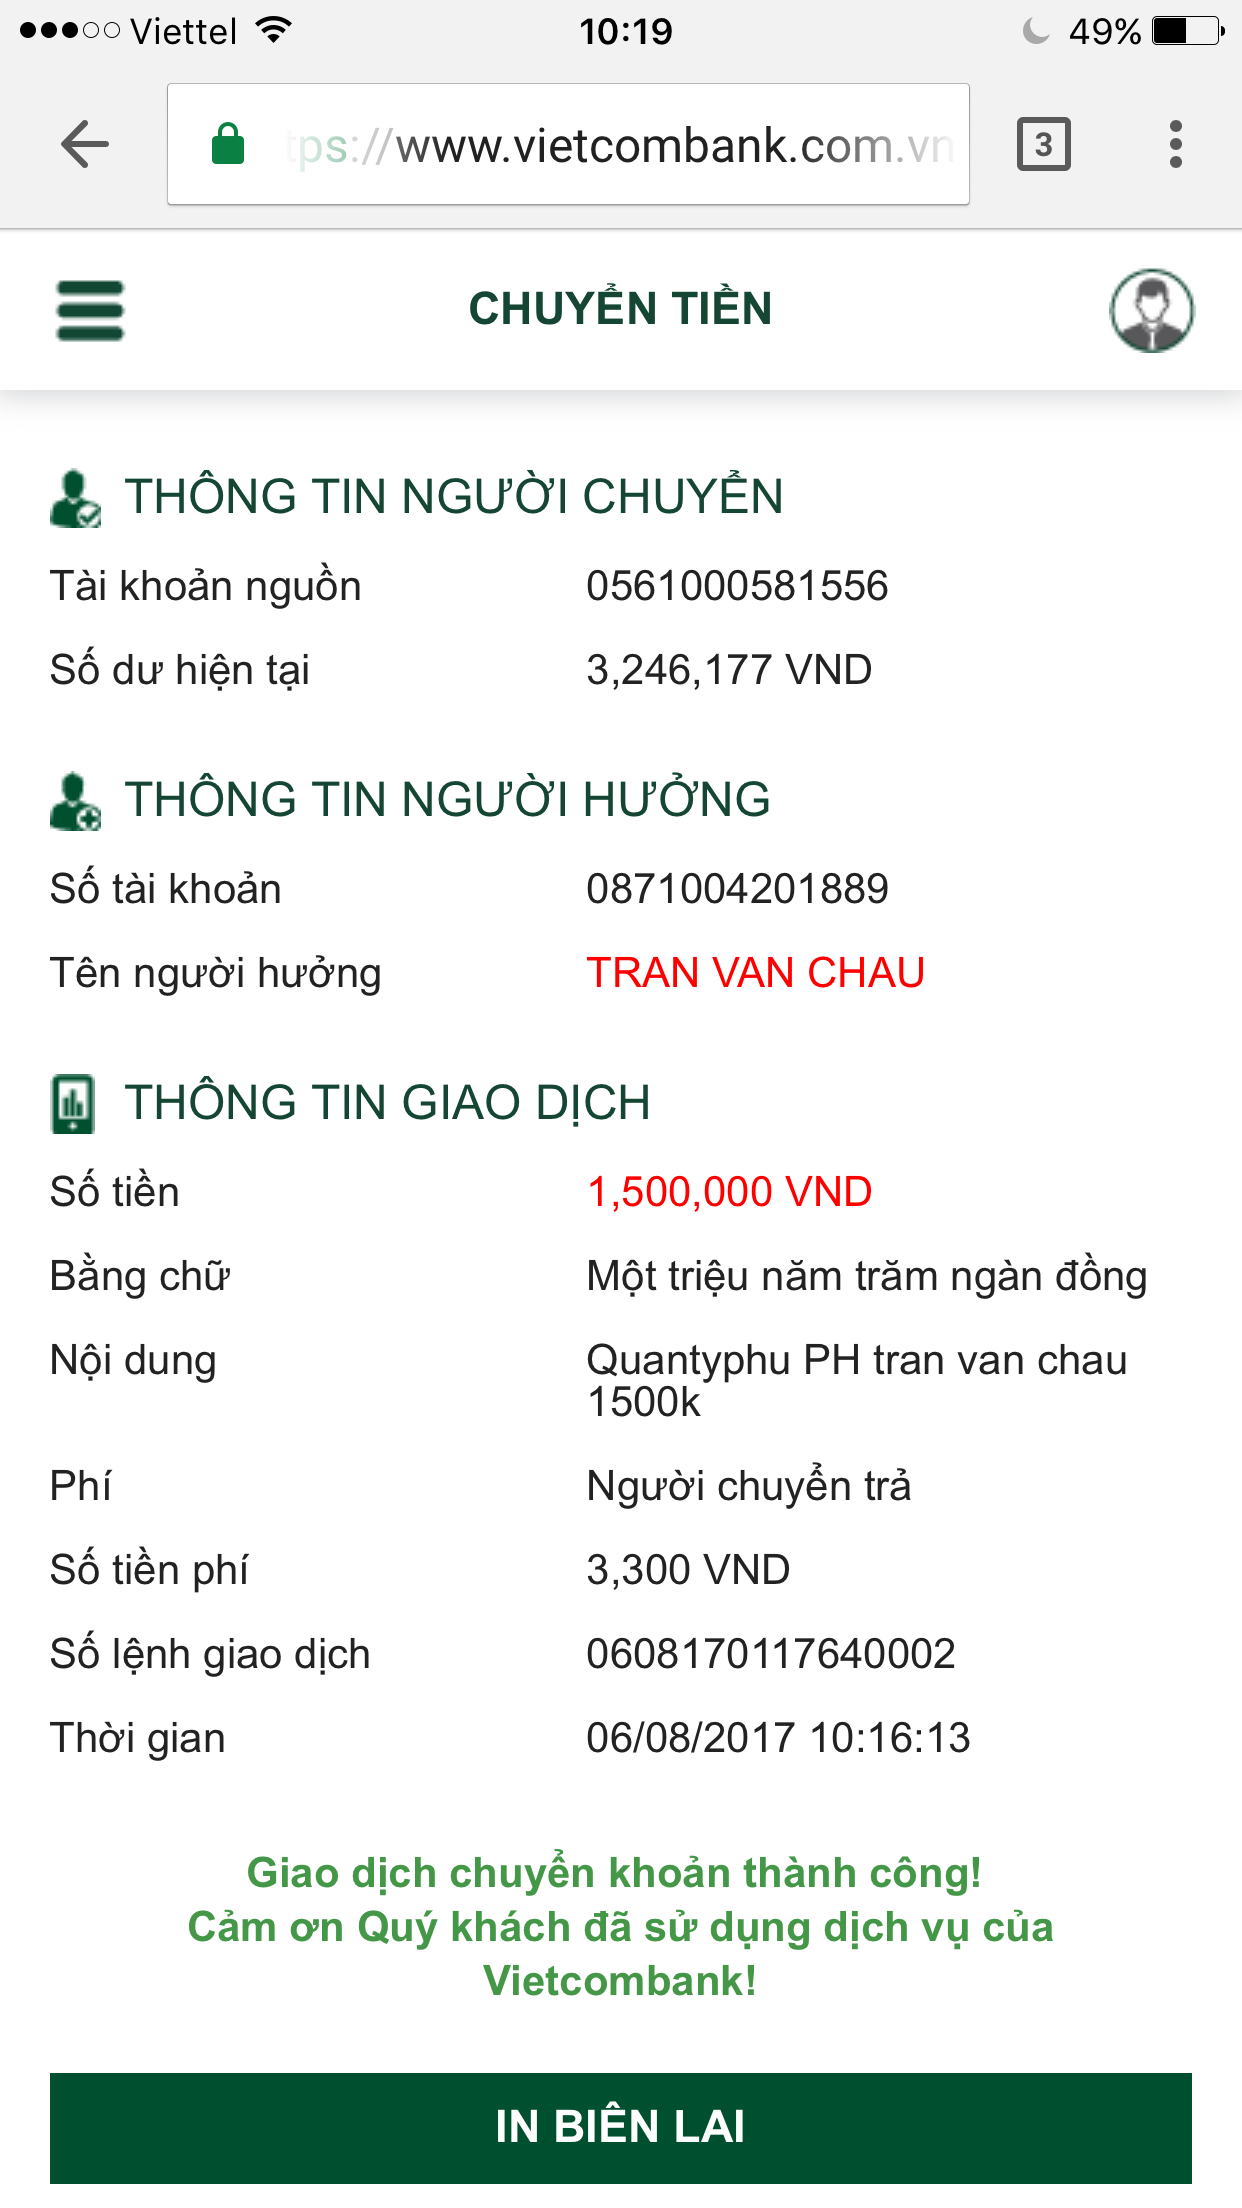 Viettel 10:19 49%
tps://www.vietcombank.com.vn 3
CHUYỂN TIỀN
THÔNG TIN NGƯỜI CHUYỂN
Tài khoản nguồn 0561000581556
Số dư hiện tại 3,246,177 VND
THÔNG TIN NGƯỜI HƯỞNG
Số tài khoản 0871004201889
Tên người hưởng TRAN VAN CHAU
THÔNG TIN GIAO DỊCH
Số tiền 1,500,000 VND
Bằng chữ Một triệu năm trăm ngàn đồng
Nội dung Quantyphu PH tran van chau
1500k
Phí Người chuyển trả
Số tiền phí 3,300 VND
Số lệnh giao dịch 0608170117640002
Thời gian 06/08/2017 10:16:13
Giao dịch chuyển khoản thành công!
Cảm ơn Quý khách đã sử dụng dịch vụ của
Vietcombank!
IN BIÊN LAI